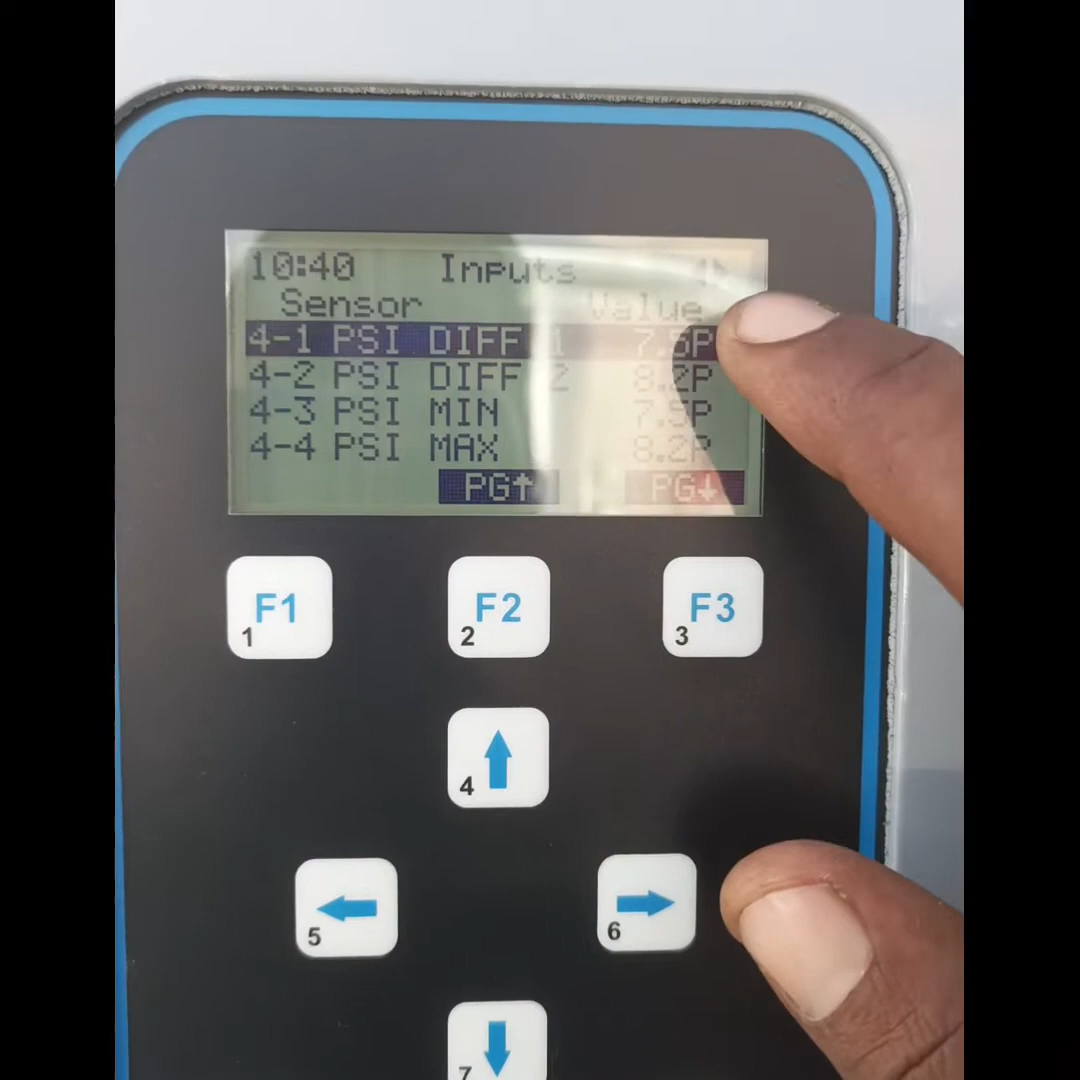 10:40 Inputs
Sensor Value
4-1 PSI DIFF 1 7.5P
4-2 PSI DIFF 2 8.2P
4-3 PSI MIN 7.5P
4-4 PSI MAX 8.2P
PG↑ PG↓
F1 F2 F3
1 2 3
4
5 6
7